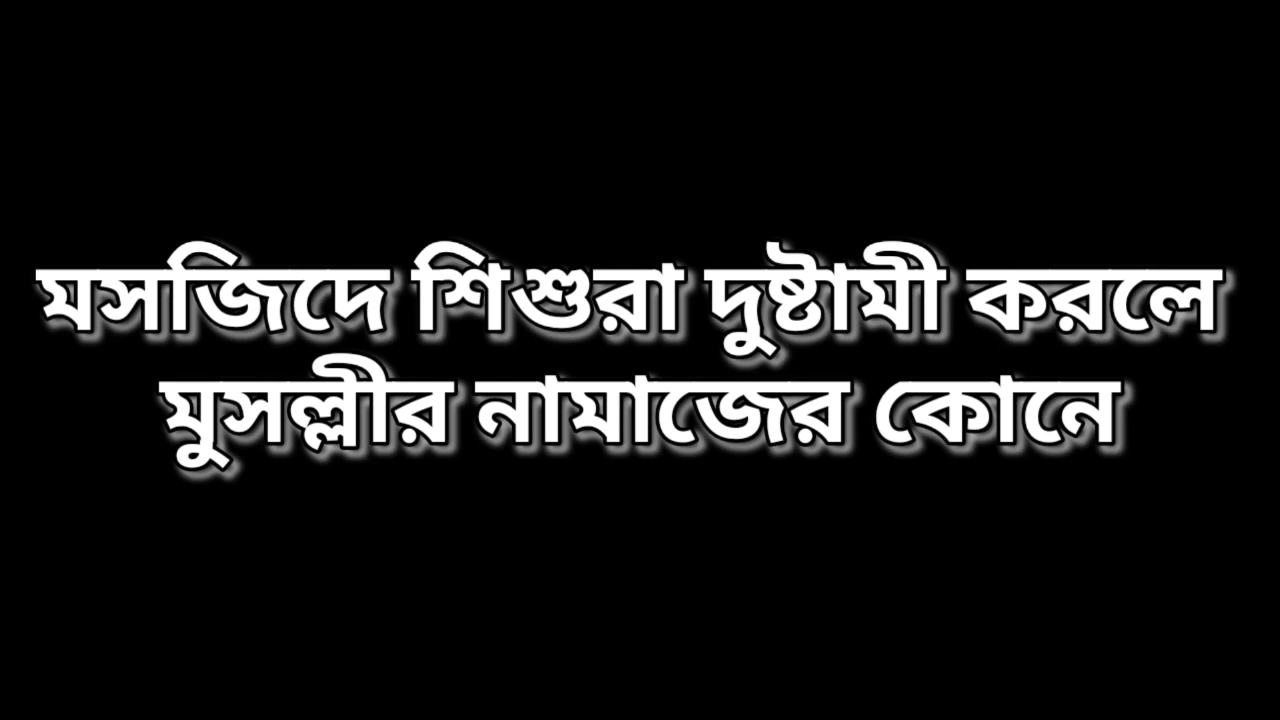 মসজিদে শিশুরা দুষ্টামী করলে
মুসল্লীর নামাজের কোনে